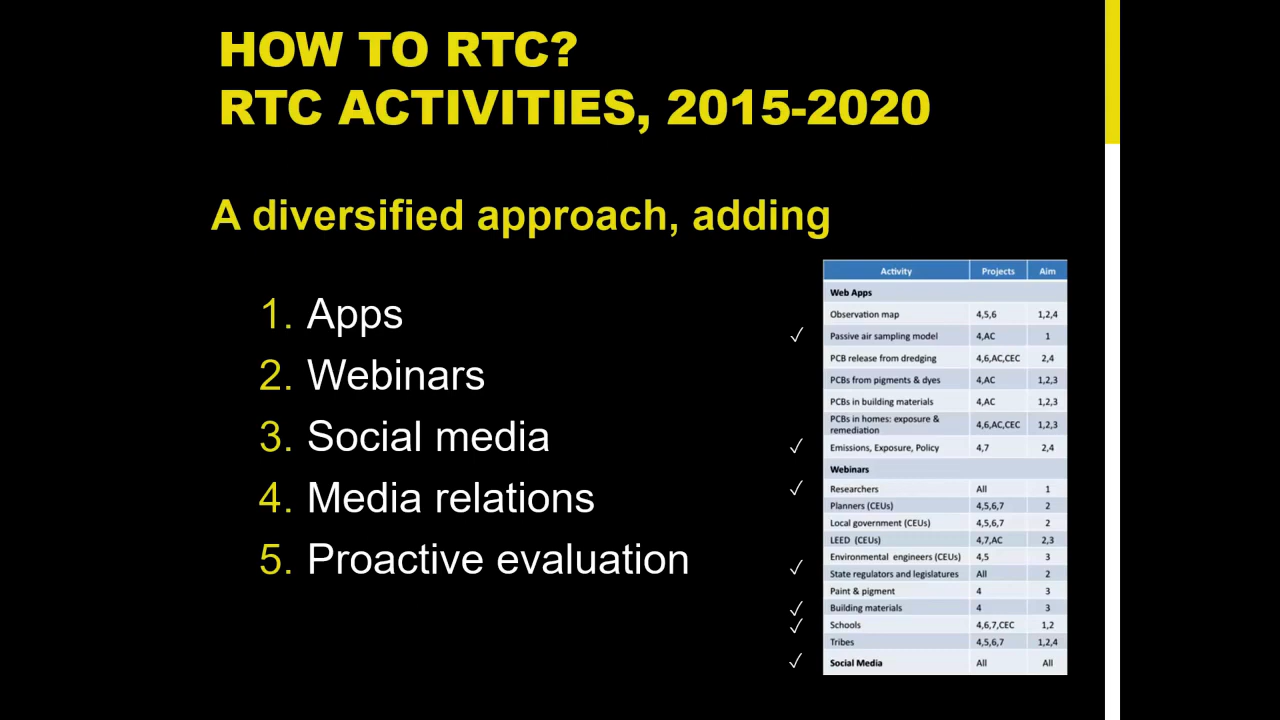 HOW TO RTC?
RTC ACTIVITIES, 2015-2020
A diversified approach, adding
1. Apps
2. Webinars
3. Social media
4. Media relations
5. Proactive evaluation
Activity Projects Aim
Web Apps
Observation map 4,5,6 1,2,4
✓ Passive air sampling model 4,AC 1
PCB release from dredging 4,6,AC,CEC 2,4
PCBs from pigments & dyes 4,AC 1,2,3
PCBs in building materials 4,AC 1,2,3
PCBs in homes: exposure &
remediation 4,6,AC,CEC 1,2,3
✓ Emissions, Exposure, Policy 4,7 2,4
Webinars
✓ Researchers All 1
Planners (CEUs) 4,5,6,7 2
Local government (CEUs) 4,5,6,7 2
LEED (CEUs) 4,7,AC 2,3
Environmental engineers (CEUs) 4,5 3
✓ State regulators and legislatures All 2
Paint & pigment 4 3
✓ Building materials 4 3
✓ Schools 4,6,7,CEC 1,2
Tribes 4,5,6,7 1,2,4
✓ Social Media All All